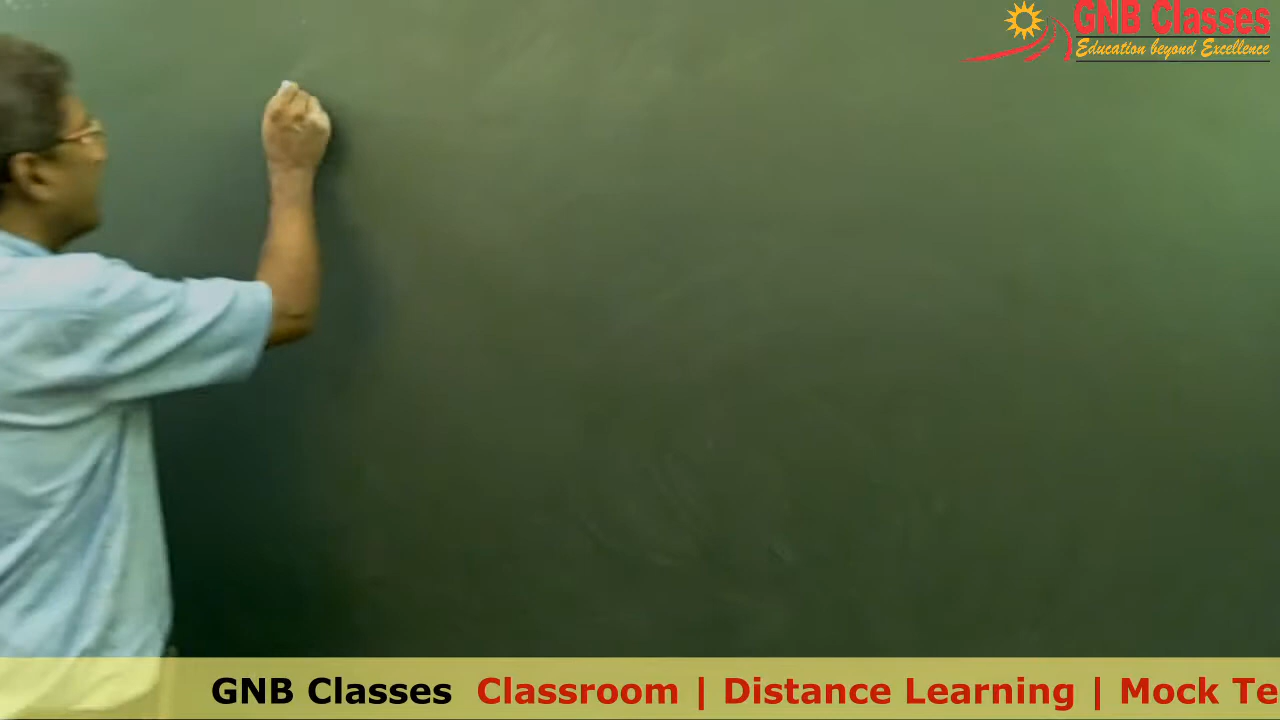 GNB Classes
Education beyond Excellence
GNB Classes Classroom | Distance Learning | Mock Te